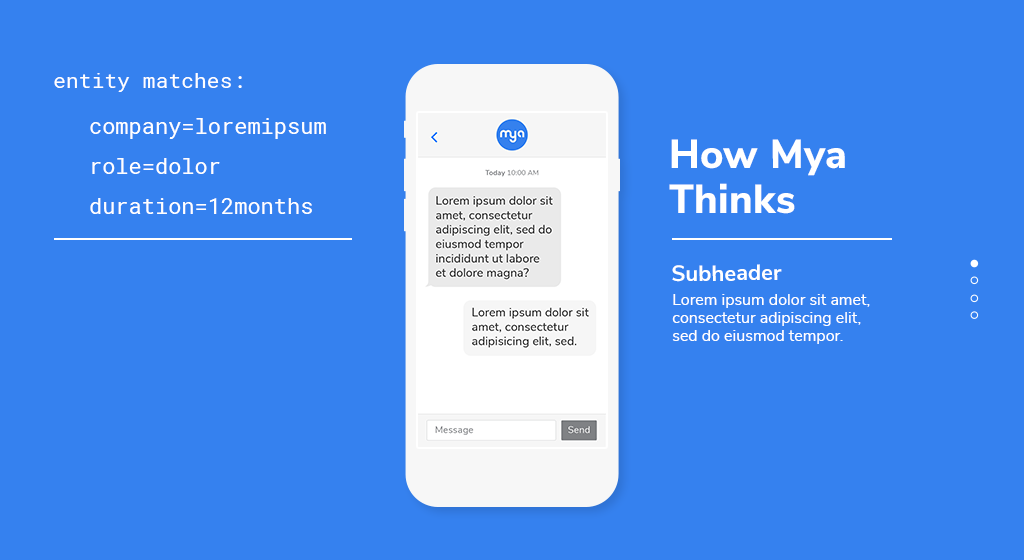 entity matches:
company=loremipsum
role=dolor
duration=12months
mya
Today 10:00 AM
Lorem ipsum dolor sit
amet, consectetur
adipiscing elit, sed do
eiusmod tempor
incididunt ut labore
et dolore magna?
Lorem ipsum dolor sit
amet, consectetur
adipisicing elit, sed.
Message
Send
How Mya
Thinks
Subheader
Lorem ipsum dolor sit amet,
consectetur adipiscing elit,
sed do eiusmod tempor.